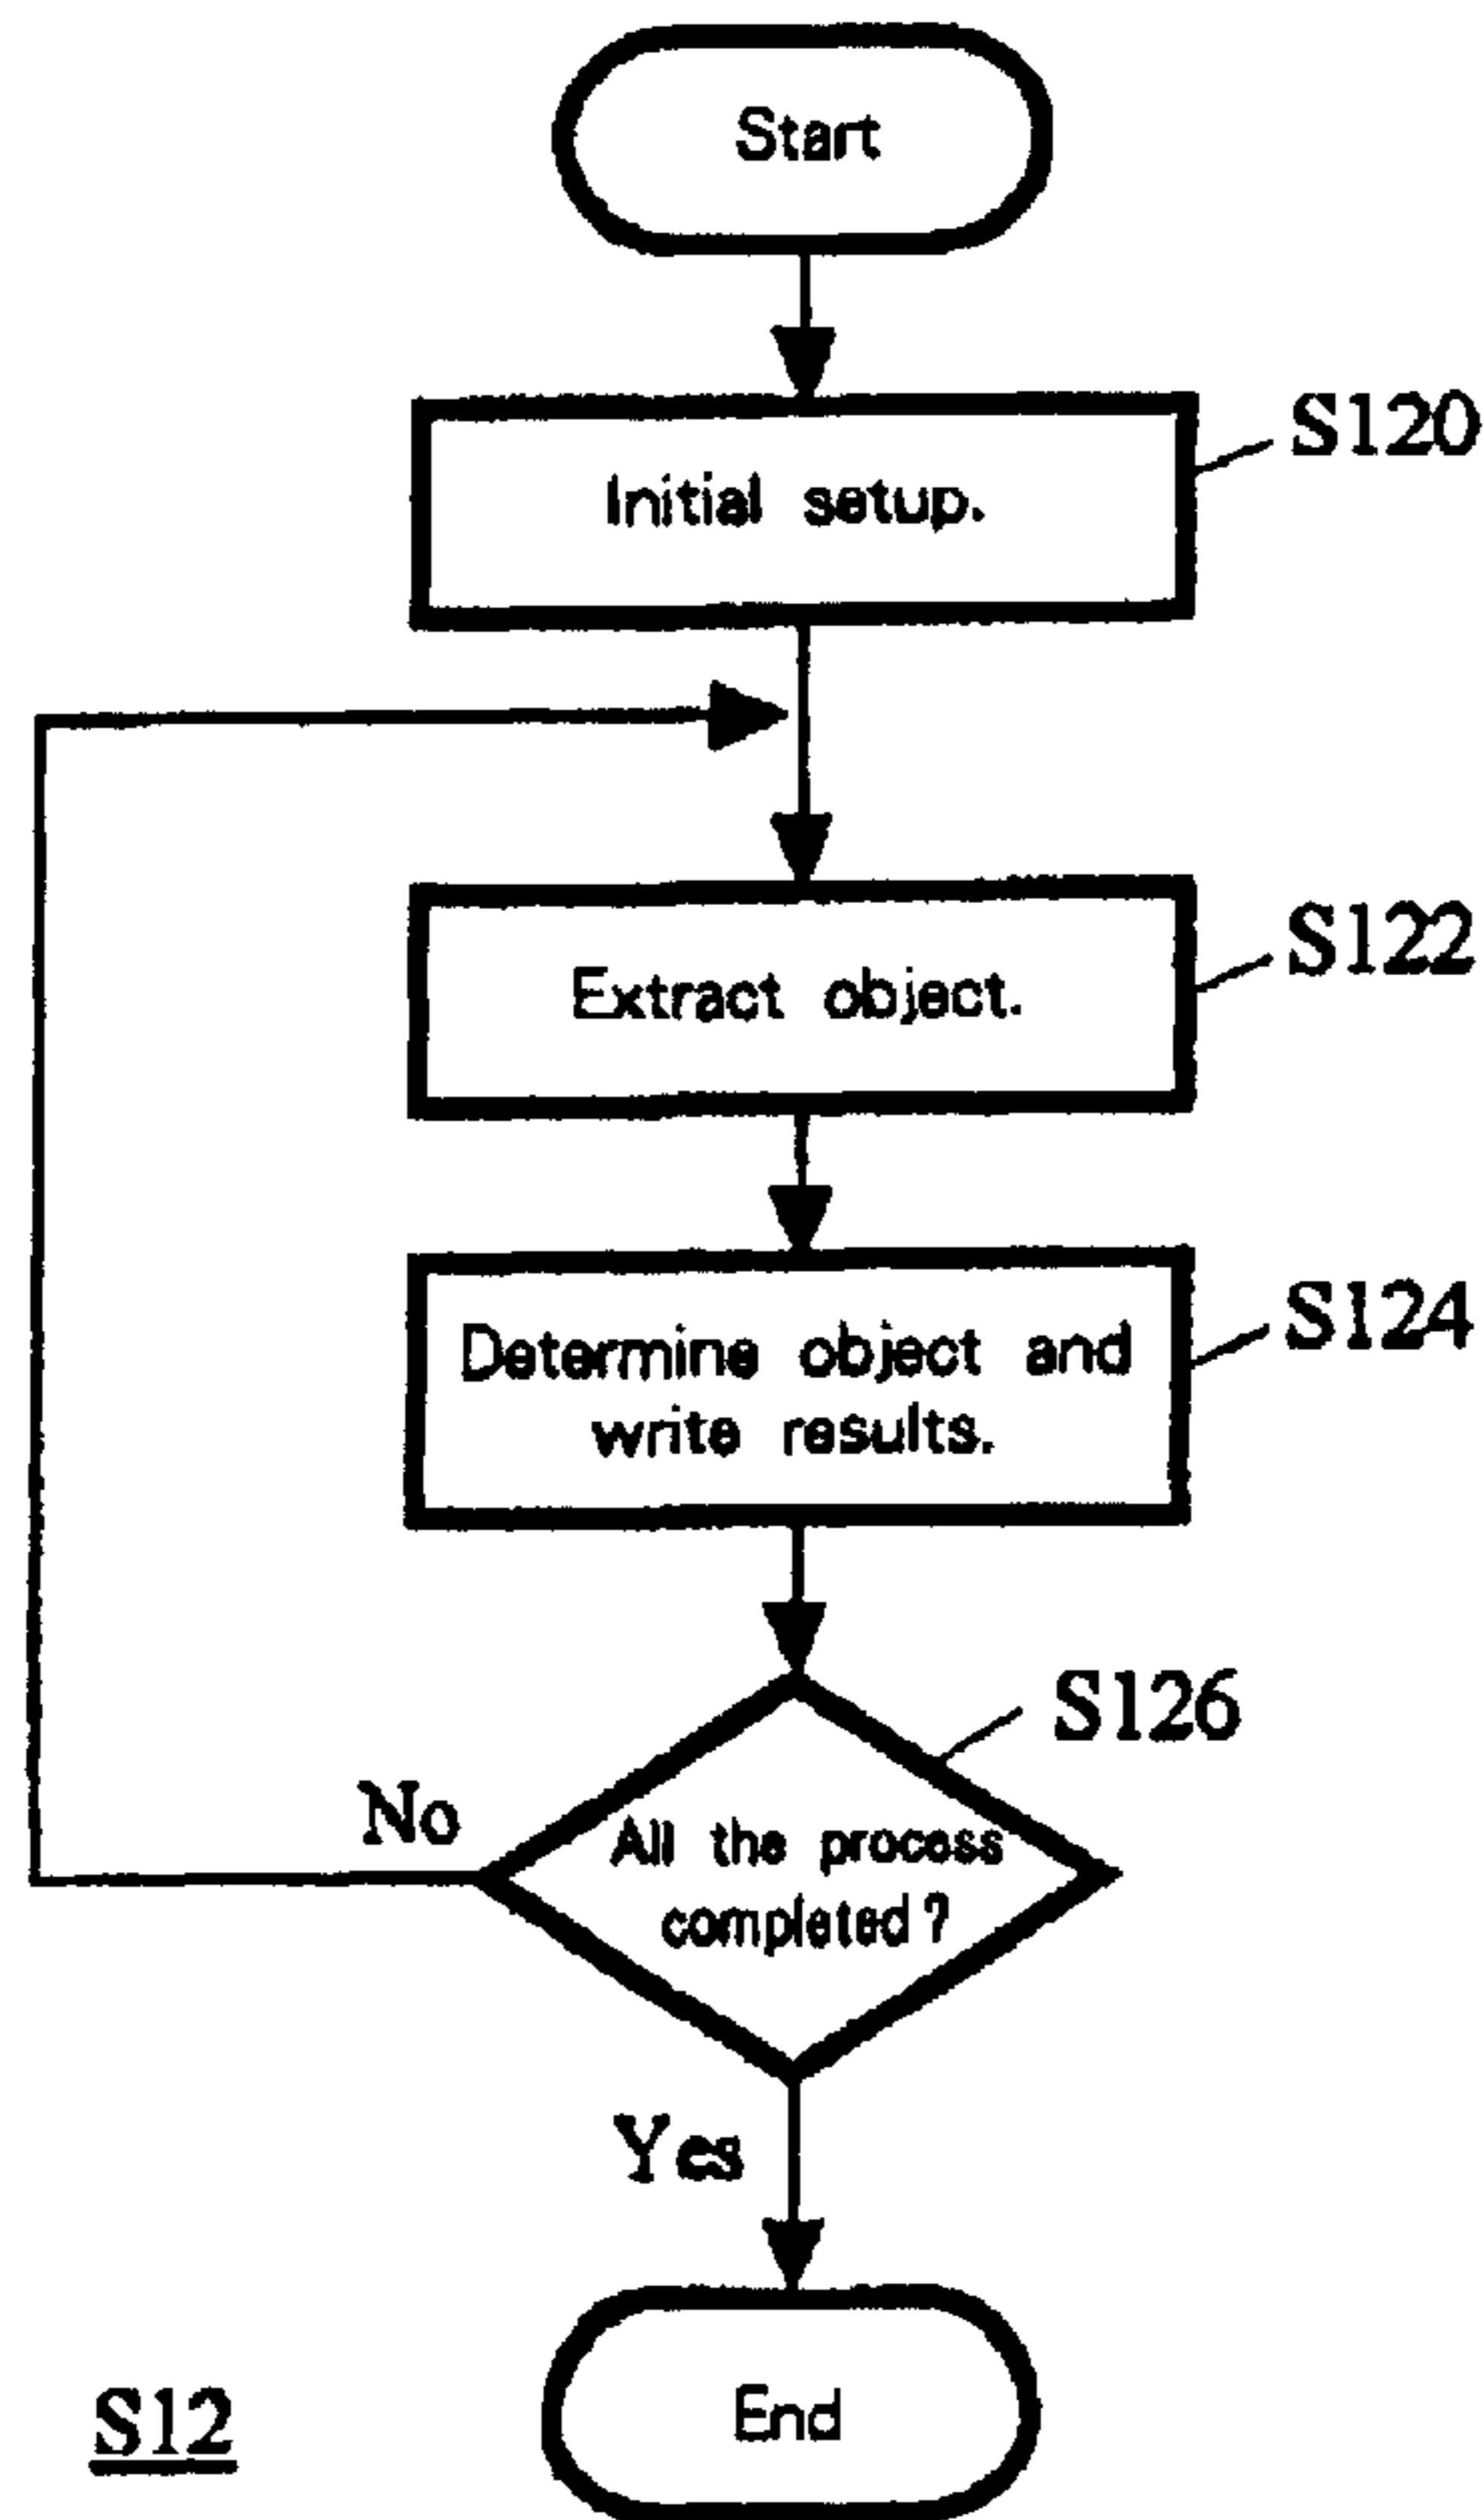 Start
Initial setup.
S120
Extract object.
S122
Determine object and
write results.
S124
S126
No
All the process
completed?
Yes
End
S12